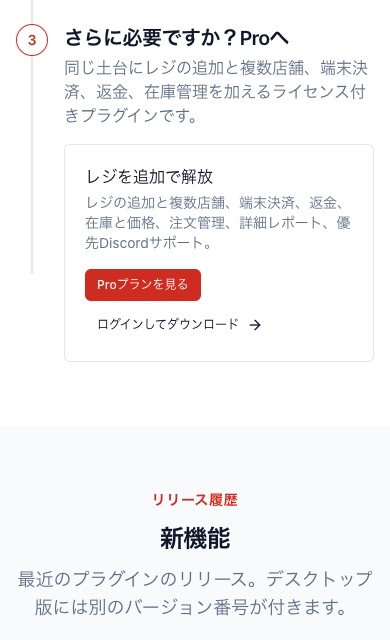 3
さらに必要ですか？Proへ
同じ土台にレジの追加と複数店舗、端末決
済、返金、在庫管理を加えるライセンス付
きプラグインです。
レジを追加で解放
レジの追加と複数店舗、端末決済、返金、
在庫と価格、注文管理、詳細レポート、優
先Discordサポート。
Proプランを見る
ログインしてダウンロード →
リリース履歴
新機能
最近のプラグインのリリース。デスクトップ
版には別のバージョン番号が付きます。